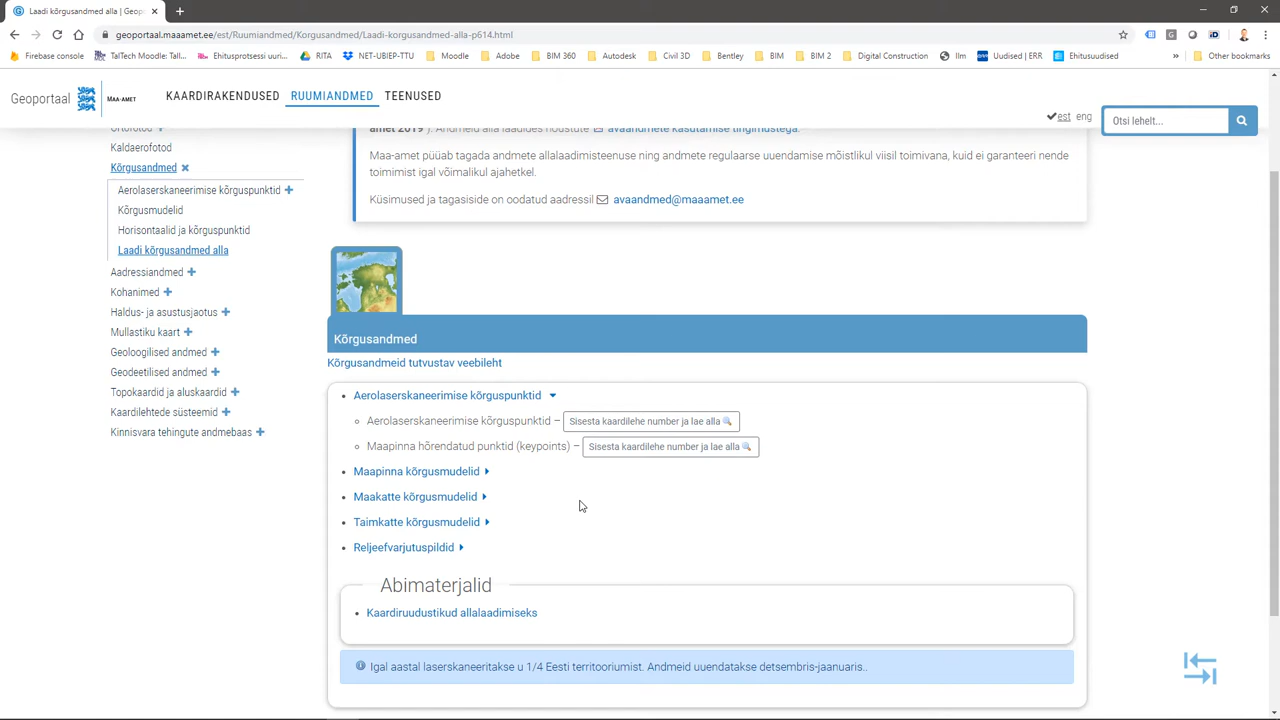 Laadi kõrgusandmed alla | Geopo
geoportaal.maaamet.ee/est/Ruumiandmed/Korgusandmed/Laadi-korgusandmed-alla-p614.html
Firebase console
TalTech Moodle: Tall...
Ehitusprotsessi uuri...
RITA
NET-UBIEP-TTU
Moodle
Adobe
BIM 360
Autodesk
Civil 3D
Bentley
BIM
BIM 2
Digital Construction
Ilm
Uudised | ERR
Ehitusuudised
»
Other bookmarks
Geoportaal
MAA-AMET
KAARDIRAKENDUSED
RUUMIANDMED
TEENUSED
est
eng
Otsi lehelt...
Ortofotod
Kaldaerofotod
Kõrgusandmed
Aerolaserskaneerimise kõrguspunktid
Kõrgusmudelid
Horisontaalid ja kõrguspunktid
Laadi kõrgusandmed alla
Aadressiandmed
Kohanimed
Haldus- ja asustusjaotus
Mullastiku kaart
Geoloogilised andmed
Geodeetilised andmed
Topokaardid ja aluskaardid
Kaardilehtede süsteemid
Kinnisvara tehingute andmebaas
amet 2019"). Andmeid alla laadides nõustute avaandmete kasutamise tingimustega.
Maa-amet püüab tagada andmete allalaadimisteenuse ning andmete regulaarse uuendamise mõistlikul viisil toimivana, kuid ei garanteeri nende
toimimist igal võimalikul ajahetkel.
Küsimused ja tagasiside on oodatud aadressil avaandmed@maaamet.ee
Kõrgusandmed
Kõrgusandmeid tutvustav veebileht
Aerolaserskaneerimise kõrguspunktid
Aerolaserskaneerimise kõrguspunktid – Sisesta kaardilehe number ja lae alla
Maapinna hõrendatud punktid (keypoints) – Sisesta kaardilehe number ja lae alla
Maapinna kõrgusmudelid
Maakatte kõrgusmudelid
Taimkatte kõrgusmudelid
Reljeefvarjutuspildid
Abimaterjalid
Kaardiruudustikud allalaadimiseks
Igal aastal laserskaneeritakse u 1/4 Eesti territooriumist. Andmeid uuendatakse detsembris-jaanuaris..